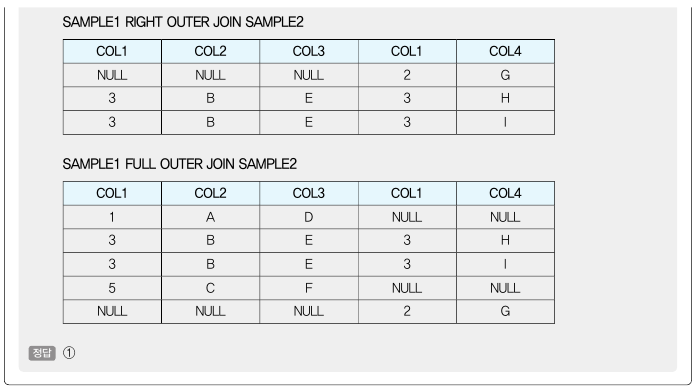 SAMPLE1 RIGHT OUTER JOIN SAMPLE2
COL1 COL2 COL3 COL1 COL4
NULL NULL NULL 2 G
3 B E 3 H
3 B E 3 I
SAMPLE1 FULL OUTER JOIN SAMPLE2
COL1 COL2 COL3 COL1 COL4
1 A D NULL NULL
3 B E 3 H
3 B E 3 I
5 C F NULL NULL
NULL NULL NULL 2 G
정답 ①